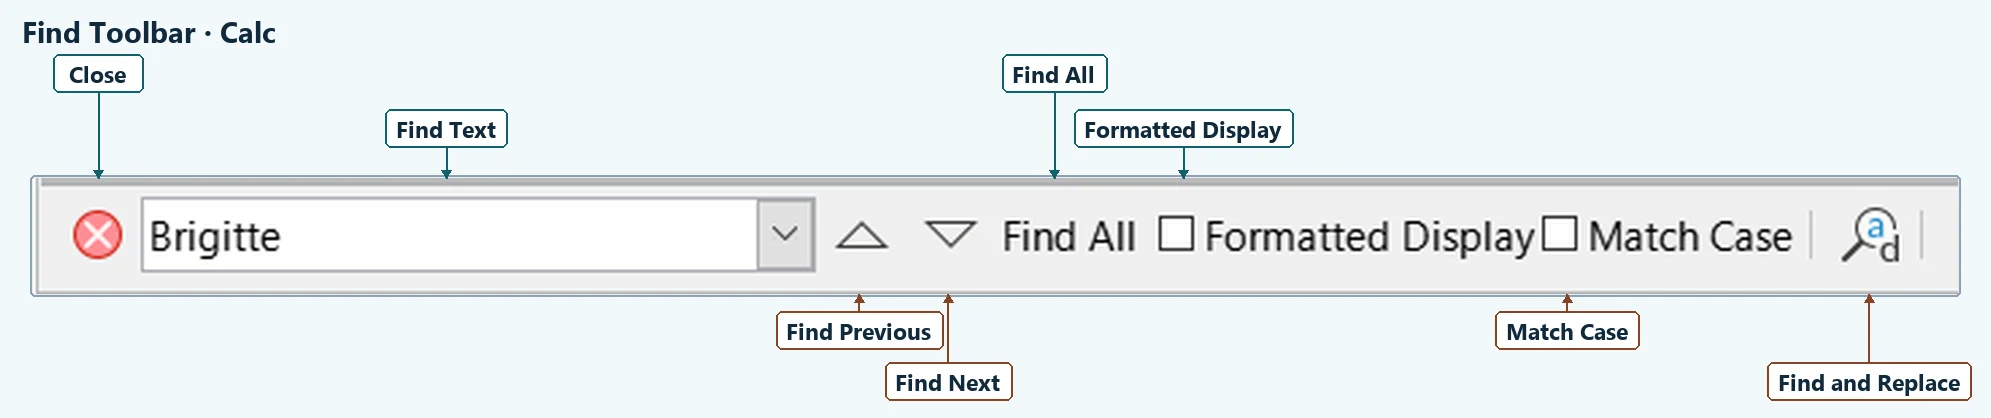 Find Toolbar · Calc
Close
Find All
Find Text
Formatted Display
Brigitte
Find All
Formatted Display
Match Case
a
d
Find Previous
Match Case
Find Next
Find and Replace